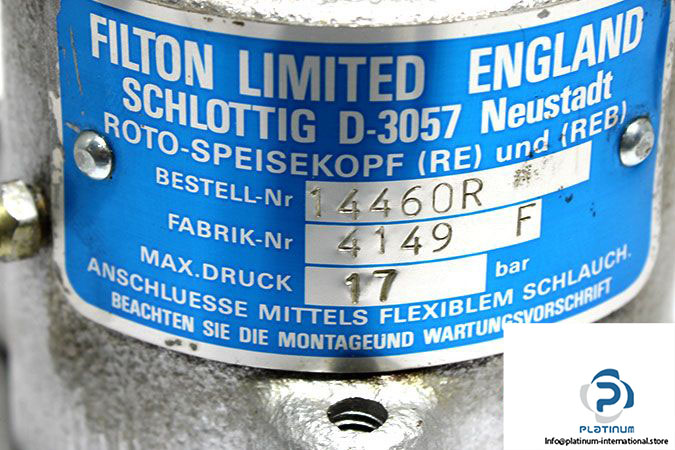 FILTON LIMITED ENGLAND
SCHLOTTIG D-3057 Neustadt
ROTO-SPEISEKOPF (RE) und (REB)
BESTELL-Nr 14460R
FABRIK-Nr 4149 F
MAX.DRUCK 17 bar
ANSCHLUESSE MITTELS FLEXIBLEM SCHLAUCH.
BEACHTEN SIE DIE MONTAGEUND WARTUNGSVORSCHRIFT
PLATINUM
Info@platinum-international.store